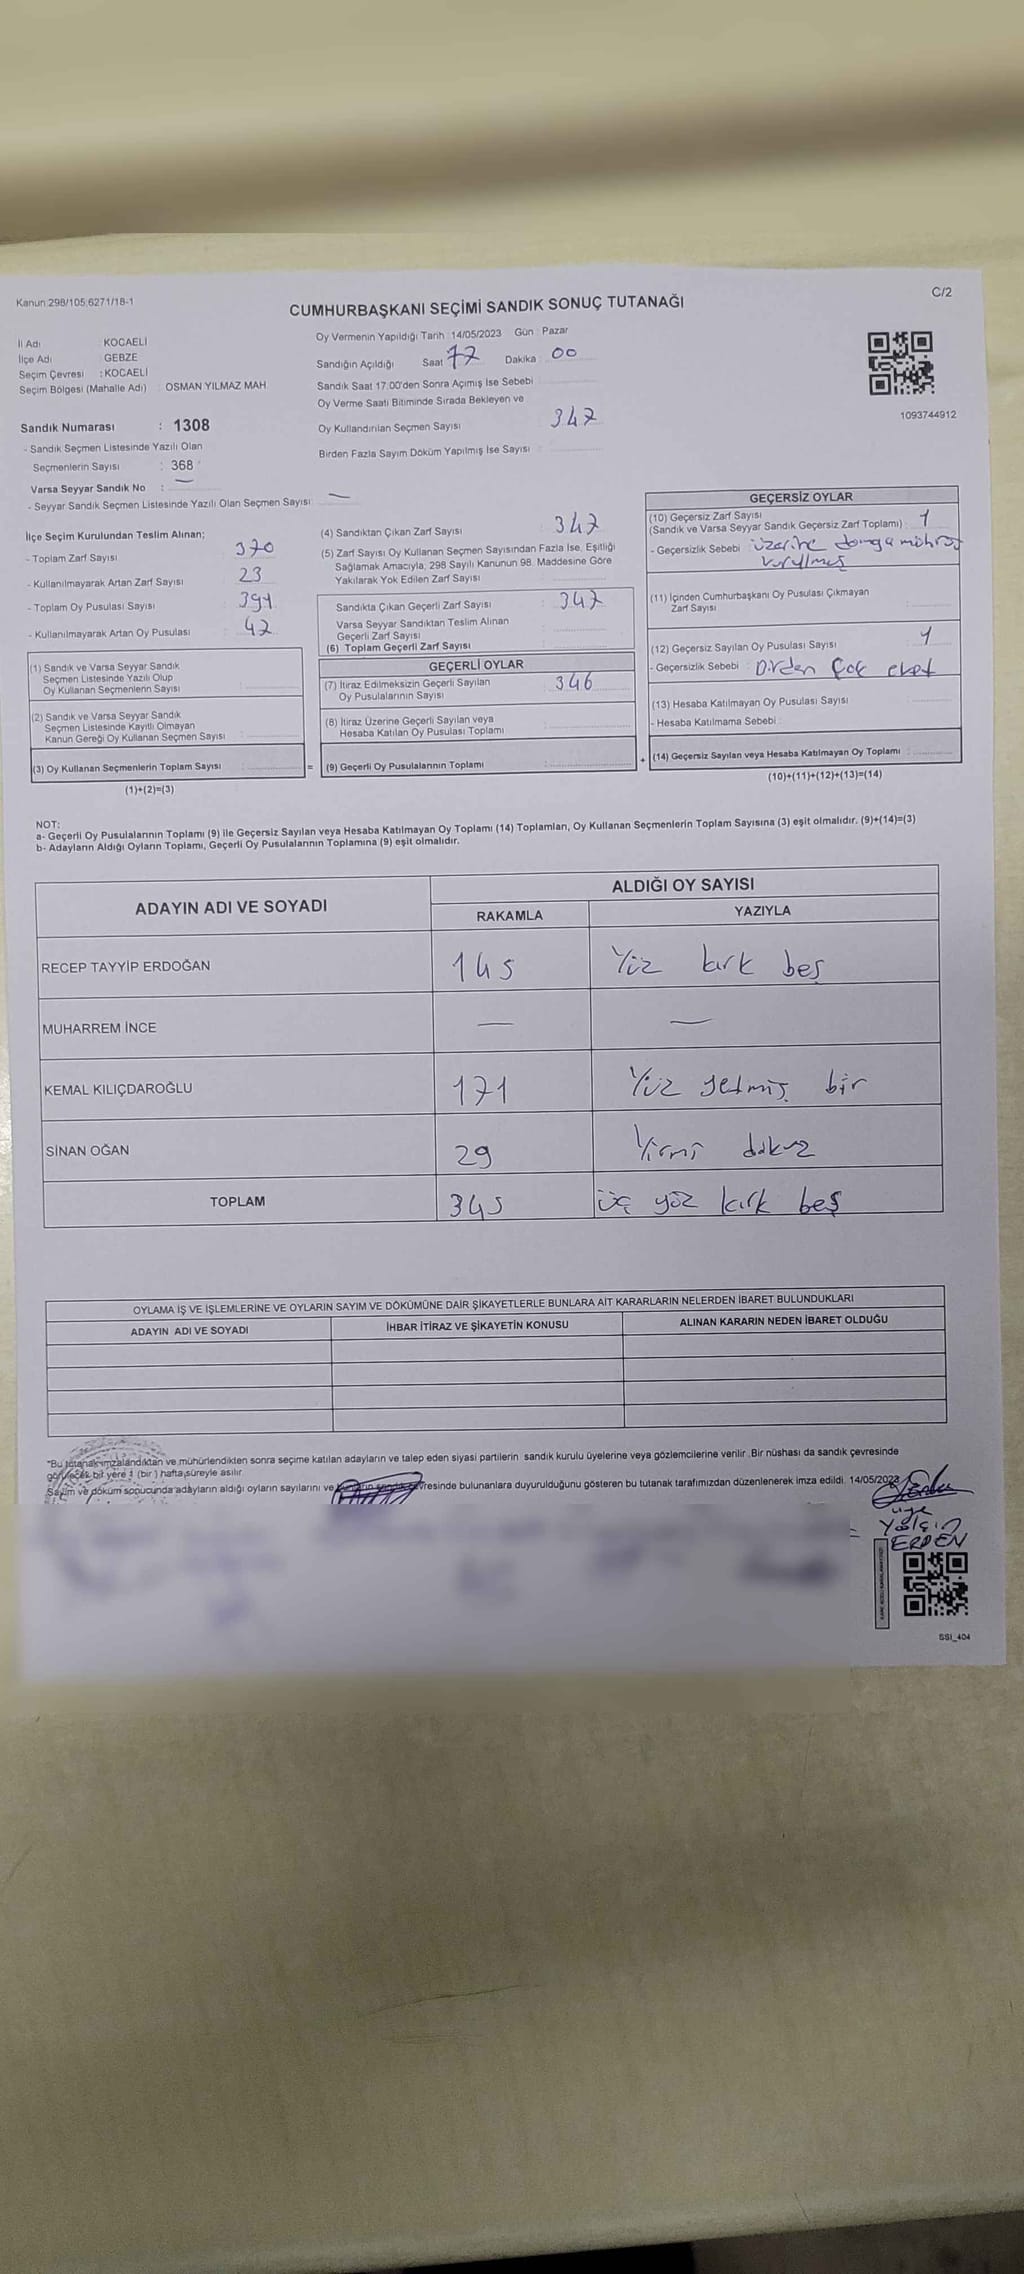 Kanun:298/105;6271/18-1
C/2
CUMHURBAŞKANI SEÇİMİ SANDIK SONUÇ TUTANAĞI
İl Adı : KOCAELİ
İlçe Adı : GEBZE
Seçim Çevresi : KOCAELİ
Seçim Bölgesi (Mahalle Adı) : OSMAN YILMAZ MAH
Sandık Numarası : 1308
- Sandık Seçmen Listesinde Yazılı Olan
Seçmenlerin Sayısı : 368
Varsa Seyyar Sandık No : —
- Seyyar Sandık Seçmen Listesinde Yazılı Olan Seçmen Sayısı: —
Oy Vermenin Yapıldığı Tarih : 14/05/2023 Gün : Pazar
Sandığın Açıldığı Saat 17 Dakika : 00
Sandık Saat 17:00'den Sonra Açımış İse Sebebi :
Oy Verme Saati Bitiminde Sırada Bekleyen ve
Oy Kullandırılan Seçmen Sayısı : 347
Birden Fazla Sayım Döküm Yapılmış İse Sayısı :
1093744912
İlçe Seçim Kurulundan Teslim Alınan;
- Toplam Zarf Sayısı : 370
- Kullanılmayarak Artan Zarf Sayısı : 23
- Toplam Oy Pusulası Sayısı : 391
- Kullanılmayarak Artan Oy Pusulası : 42
(1) Sandık ve Varsa Seyyar Sandık
Seçmen Listesinde Yazılı Olup
Oy Kullanan Seçmenlerin Sayısı :
(2) Sandık ve Varsa Seyyar Sandık
Seçmen Listesinde Kayıtlı Olmayan
Kanun Gereği Oy Kullanan Seçmen Sayısı :
(3) Oy Kullanan Seçmenlerin Toplam Sayısı :
(1)+(2)=(3)
=
(4) Sandıktan Çıkan Zarf Sayısı : 347
(5) Zarf Sayısı Oy Kullanan Seçmen Sayısından Fazla İse, Eşitliği
Sağlamak Amacıyla; 298 Sayılı Kanunun 98. Maddesine Göre
Yakılarak Yok Edilen Zarf Sayısı :
Sandıkta Çıkan Geçerli Zarf Sayısı : 347
Varsa Seyyar Sandıktan Teslim Alınan
Geçerli Zarf Sayısı :
(6) Toplam Geçerli Zarf Sayısı :
GEÇERLİ OYLAR
(7) İtiraz Edilmeksizin Geçerli Sayılan
Oy Pusulalarının Sayısı : 346
(8) İtiraz Üzerine Geçerli Sayılan veya
Hesaba Katılan Oy Pusulası Toplamı :
(9) Geçerli Oy Pusulalarının Toplamı :
+
GEÇERSİZ OYLAR
(10) Geçersiz Zarf Sayısı
(Sandık ve Varsa Seyyar Sandık Geçersiz Zarf Toplamı) : 1
- Geçersizlik Sebebi : üzerine damga mührü
vurulmuş
(11) İçinden Cumhurbaşkanı Oy Pusulası Çıkmayan
Zarf Sayısı :
(12) Geçersiz Sayılan Oy Pusulası Sayısı : 1
- Geçersizlik Sebebi : Birden Çok evet
(13) Hesaba Katılmayan Oy Pusulası Sayısı :
- Hesaba Katılmama Sebebi :
(14) Geçersiz Sayılan veya Hesaba Katılmayan Oy Toplamı :
(10)+(11)+(12)+(13)=(14)
NOT:
a- Geçerli Oy Pusulalarının Toplamı (9) ile Geçersiz Sayılan veya Hesaba Katılmayan Oy Toplamı (14) Toplamları, Oy Kullanan Seçmenlerin Toplam Sayısına (3) eşit olmalıdır. (9)+(14)=(3)
b- Adayların Aldığı Oyların Toplamı, Geçerli Oy Pusulalarının Toplamına (9) eşit olmalıdır.
ADAYIN ADI VE SOYADI
ALDIĞI OY SAYISI
RAKAMLA YAZIYLA
RECEP TAYYİP ERDOĞAN 145 Yüz kırk beş
MUHARREM İNCE — —
KEMAL KILIÇDAROĞLU 171 Yüz yetmiş bir
SİNAN OĞAN 29 Yirmi dokuz
TOPLAM 345 üç yüz kırk beş
OYLAMA İŞ VE İŞLEMLERİNE VE OYLARIN SAYIM VE DÖKÜMÜNE DAİR ŞİKAYETLERLE BUNLARA AİT KARARLARIN NELERDEN İBARET BULUNDUKLARI
ADAYIN ADI VE SOYADI İHBAR İTİRAZ VE ŞİKAYETİN KONUSU ALINAN KARARIN NEDEN İBARET OLDUĞU
"Bu tutanak imzalandıktan ve mühürlendikten sonra seçime katılan adayların ve talep eden siyasi partilerin sandık kurulu üyelerine veya gözlemcilerine verilir. Bir nüshası da sandık çevresinde
görülecek bir yere 1 (bir) hafta süreyle asılır.
Sayım ve döküm sonucunda adayların aldığı oyların sayılarını ve çevresinde bulunanlara duyurulduğunu gösteren bu tutanak tarafımızdan düzenlenerek imza edildi. 14/05/2023
üye
Yalçın
ERDEN
SSI_404